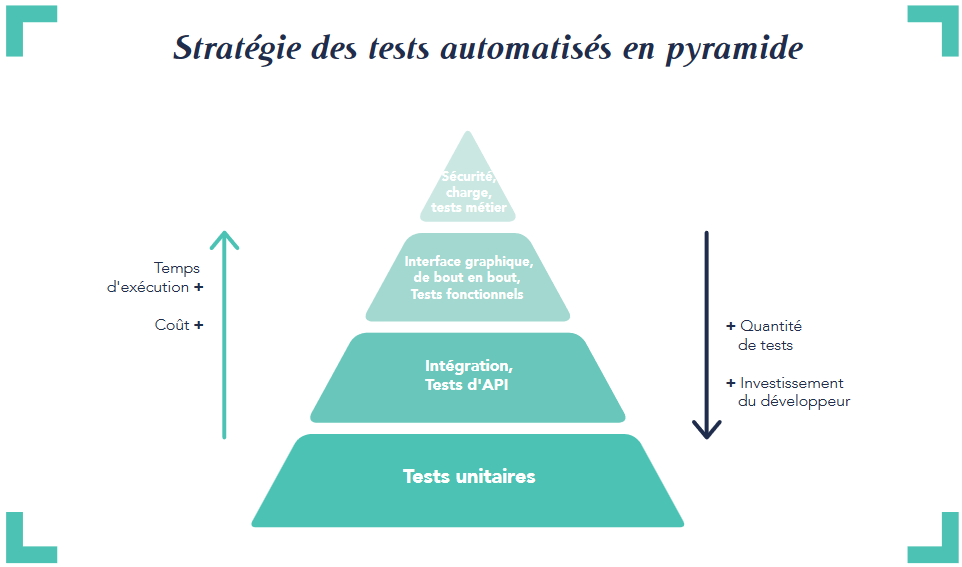 Stratégie des tests automatisés en pyramide
Sécurité,
charge,
tests métier
Interface graphique,
de bout en bout,
Tests fonctionnels
Intégration,
Tests d'API
Tests unitaires
Temps
d'exécution +
Coût +
+ Quantité
de tests
+ Investissement
du développeur